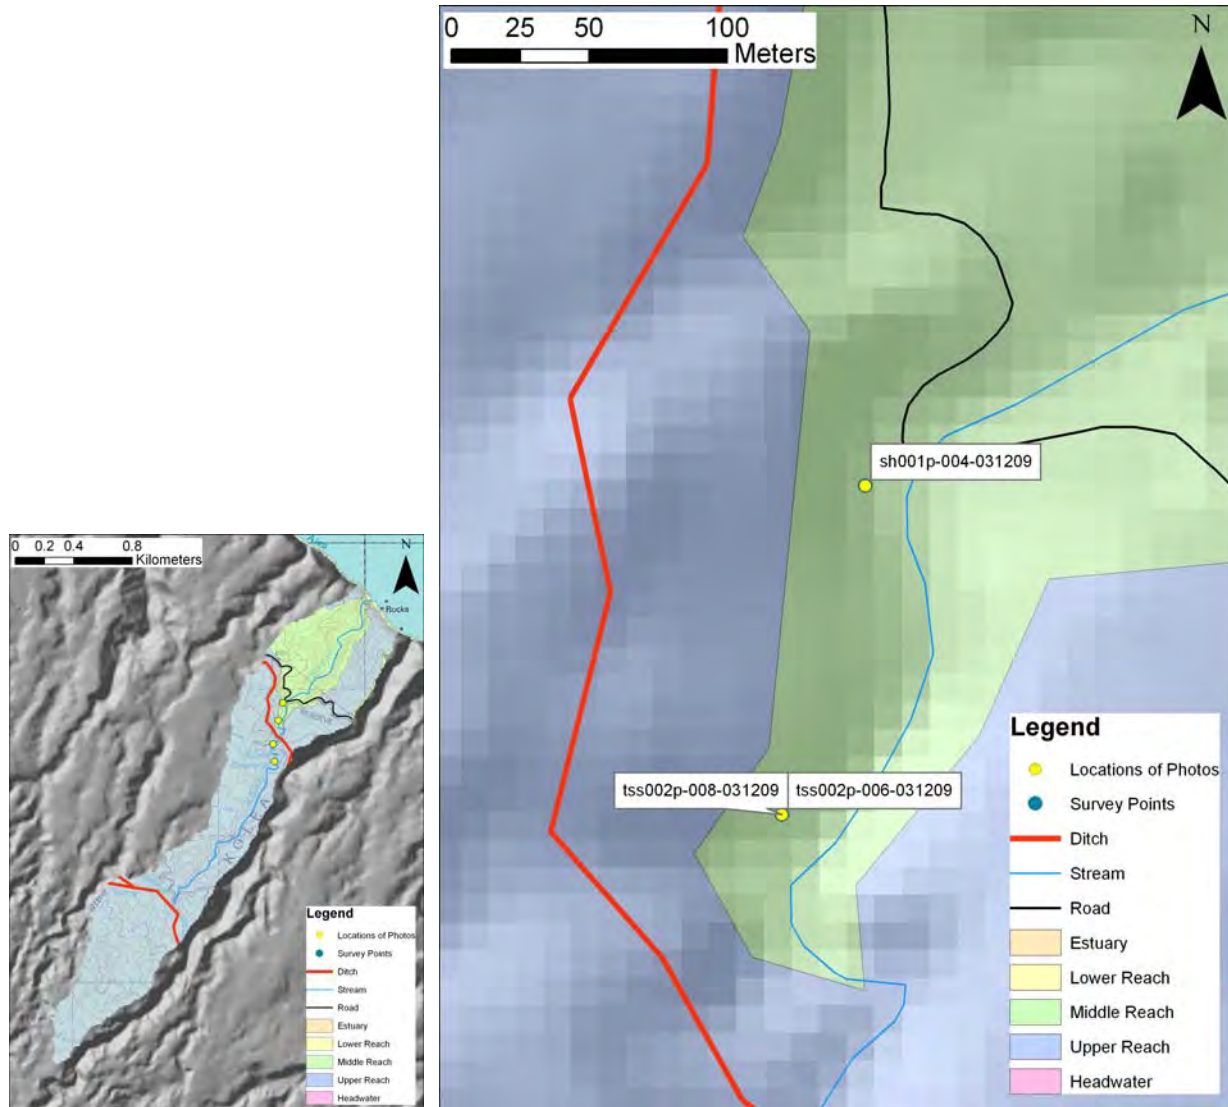 0 25 50 100
Meters
N
sh001p-004-031209
tss002p-008-031209
tss002p-006-031209
Legend
Locations of Photos
Survey Points
Ditch
Stream
Road
Estuary
Lower Reach
Middle Reach
Upper Reach
Headwater
0 0.2 0.4 0.8
Kilometers
N
Rocks
KOLEA
Legend
Locations of Photos
Survey Points
Ditch
Stream
Road
Estuary
Lower Reach
Middle Reach
Upper Reach
Headwater